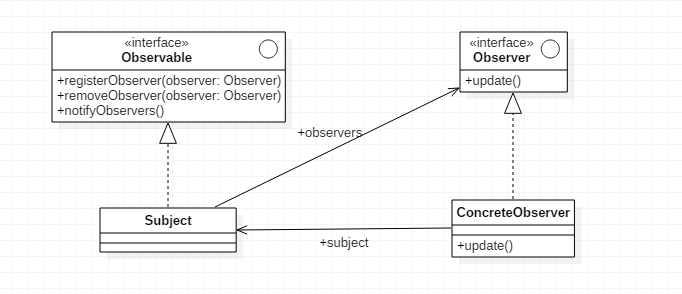 «interface»
Observable
+registerObserver(observer: Observer)
+removeObserver(observer: Observer)
+notifyObservers()
«interface»
Observer
+update()
+observers
Subject
ConcreteObserver
+update()
+subject